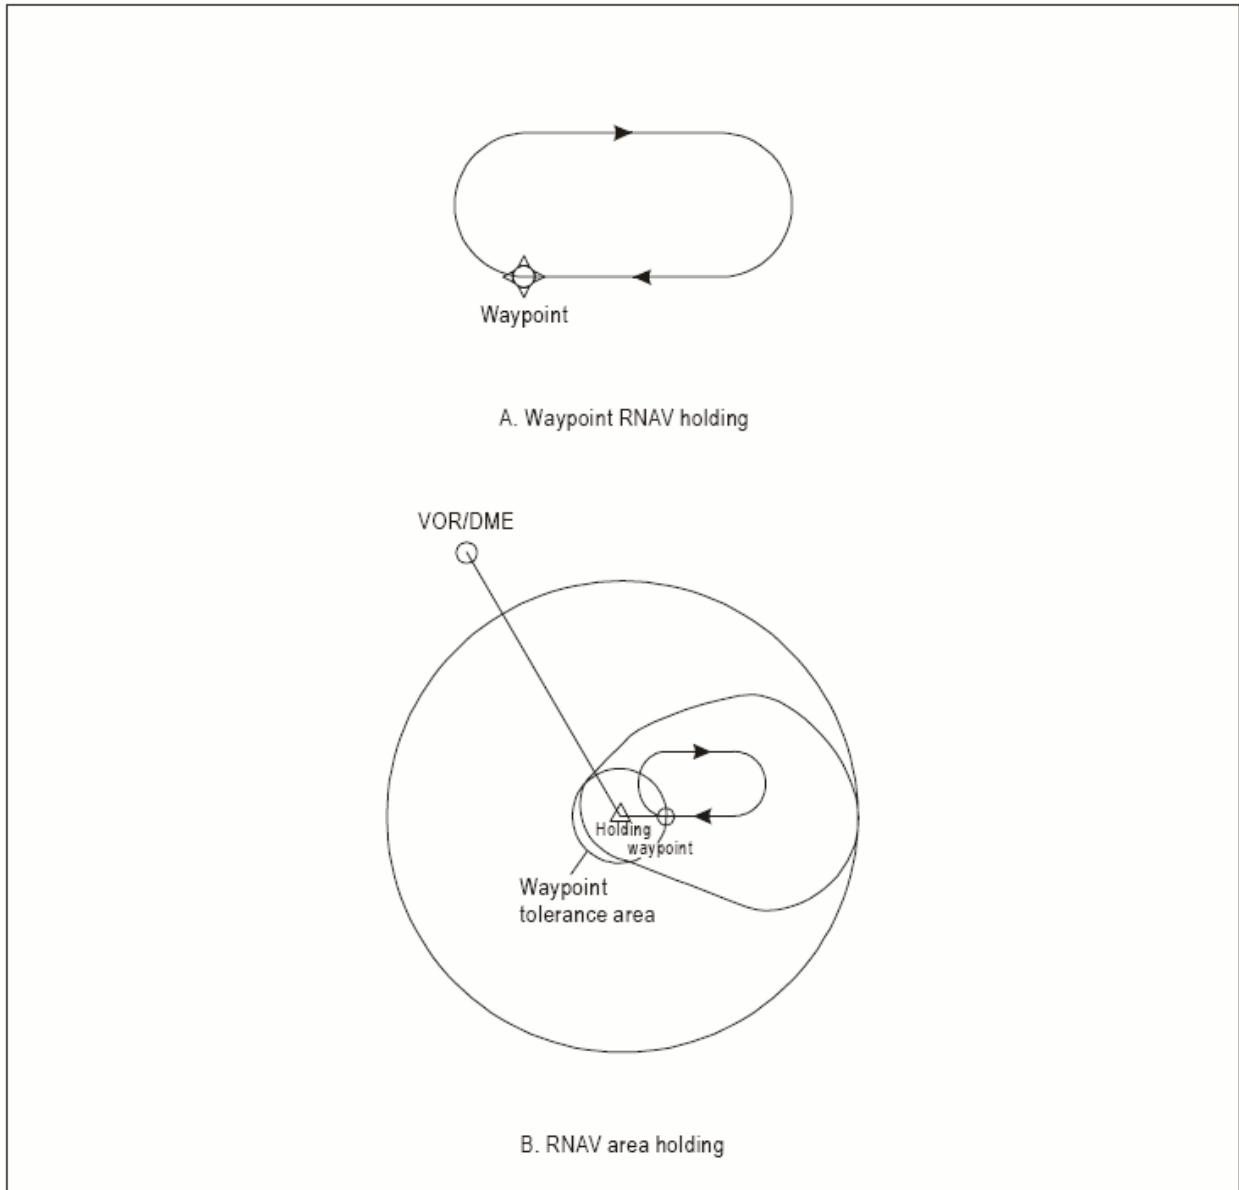 Waypoint
A. Waypoint RNAV holding
VOR/DME
Holding
waypoint
Waypoint
tolerance area
B. RNAV area holding